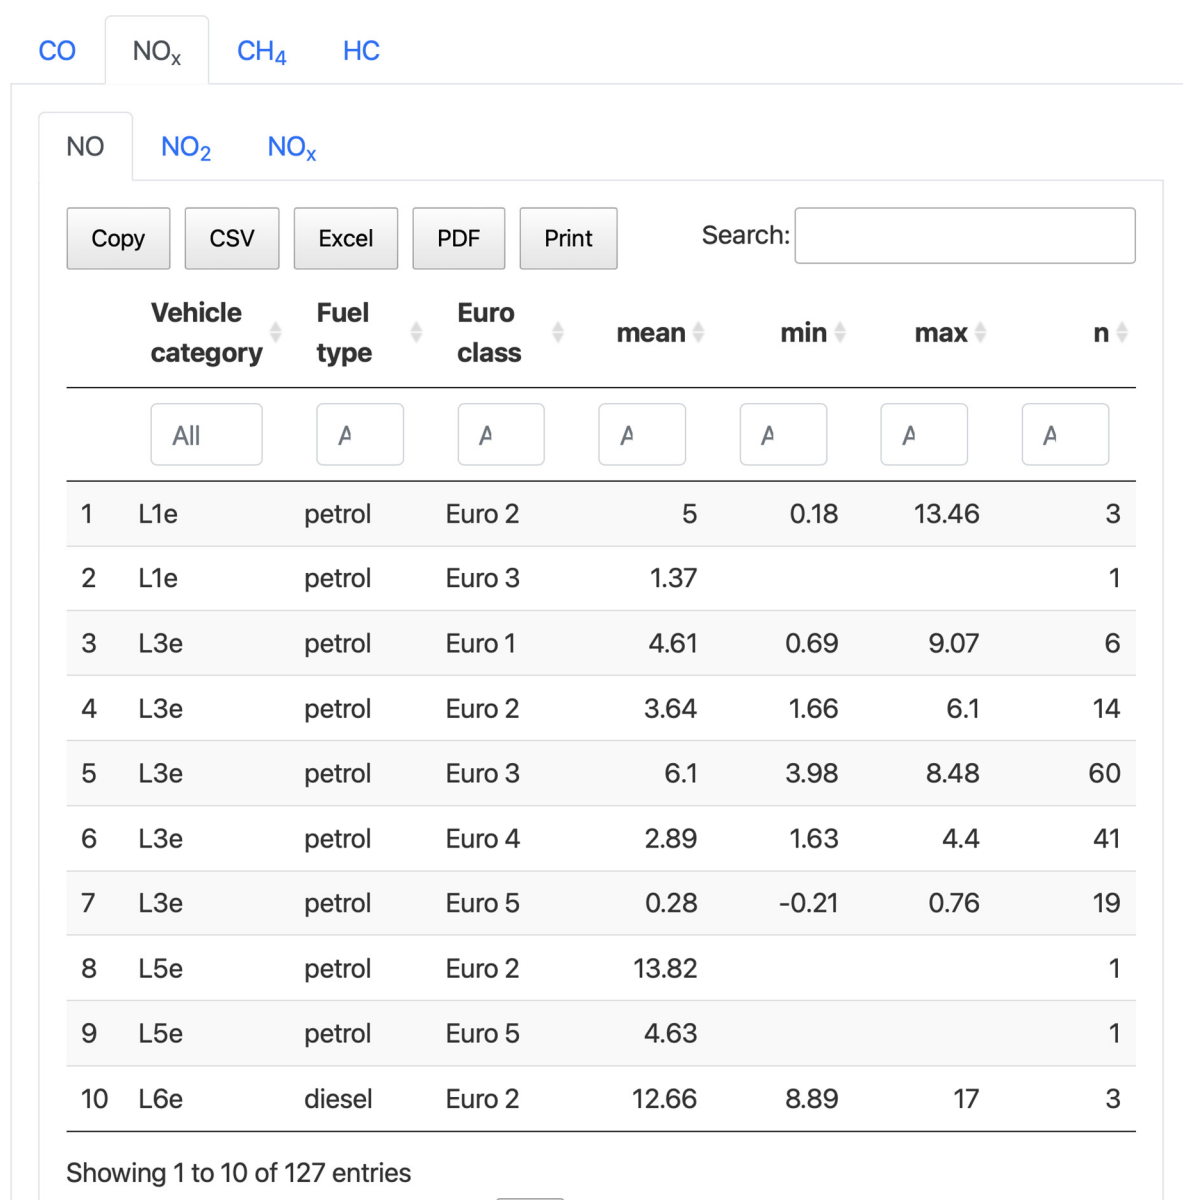 CO NOx CH4 HC
NO NO2 NOx
Copy CSV Excel PDF Print Search:
Vehicle category Fuel type Euro class mean min max n
All A A A A A A
1 L1e petrol Euro 2 5 0.18 13.46 3
2 L1e petrol Euro 3 1.37 1
3 L3e petrol Euro 1 4.61 0.69 9.07 6
4 L3e petrol Euro 2 3.64 1.66 6.1 14
5 L3e petrol Euro 3 6.1 3.98 8.48 60
6 L3e petrol Euro 4 2.89 1.63 4.4 41
7 L3e petrol Euro 5 0.28 -0.21 0.76 19
8 L5e petrol Euro 2 13.82 1
9 L5e petrol Euro 5 4.63 1
10 L6e diesel Euro 2 12.66 8.89 17 3
Showing 1 to 10 of 127 entries